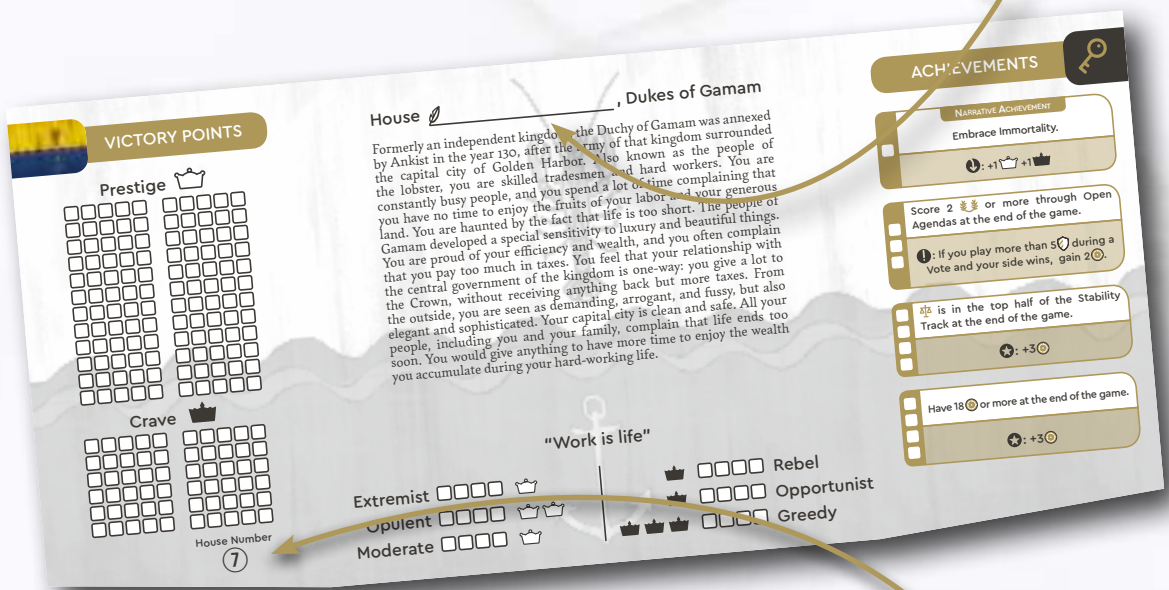 VICTORY POINTS
Prestige
Crave
House Number
7
House , Dukes of Gamam
Formerly an independent kingdom, the Duchy of Gamam was annexed
by Ankist in the year 130, after the army of that kingdom surrounded
the capital city of Golden Harbor. Also known as the people of
the lobster, you are skilled tradesmen and hard workers. You are
constantly busy people, and you spend a lot of time complaining that
you have no time to enjoy the fruits of your labor and your generous
land. You are haunted by the fact that life is too short. The people of
Gamam developed a special sensitivity to luxury and beautiful things.
You are proud of your efficiency and wealth, and you often complain
that you pay too much in taxes. You feel that your relationship with
the central government of the kingdom is one-way: you give a lot to
the Crown, without receiving anything back but more taxes. From
the outside, you are seen as demanding, arrogant, and fussy, but also
elegant and sophisticated. Your capital city is clean and safe. All your
people, including you and your family, complain that life ends too
soon. You would give anything to have more time to enjoy the wealth
you accumulate during your hard-working life.
"Work is life"
Extremist
Opulent
Moderate
Rebel
Opportunist
Greedy
ACHIEVEMENTS
NARRATIVE ACHIEVEMENT
Embrace Immortality.
: +1 +1
Score 2 or more through Open
Agendas at the end of the game.
: If you play more than 5 during a
Vote and your side wins, gain 2.
is in the top half of the Stability
Track at the end of the game.
: +3
Have 18 or more at the end of the game.
: +3